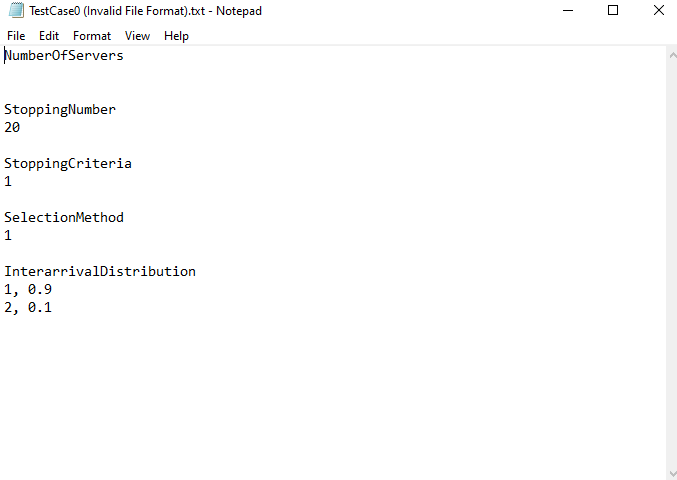 TestCase0 (Invalid File Format).txt - Notepad
File Edit Format View Help
NumberOfServers
StoppingNumber
20
StoppingCriteria
1
SelectionMethod
1
InterarrivalDistribution
1, 0.9
2, 0.1